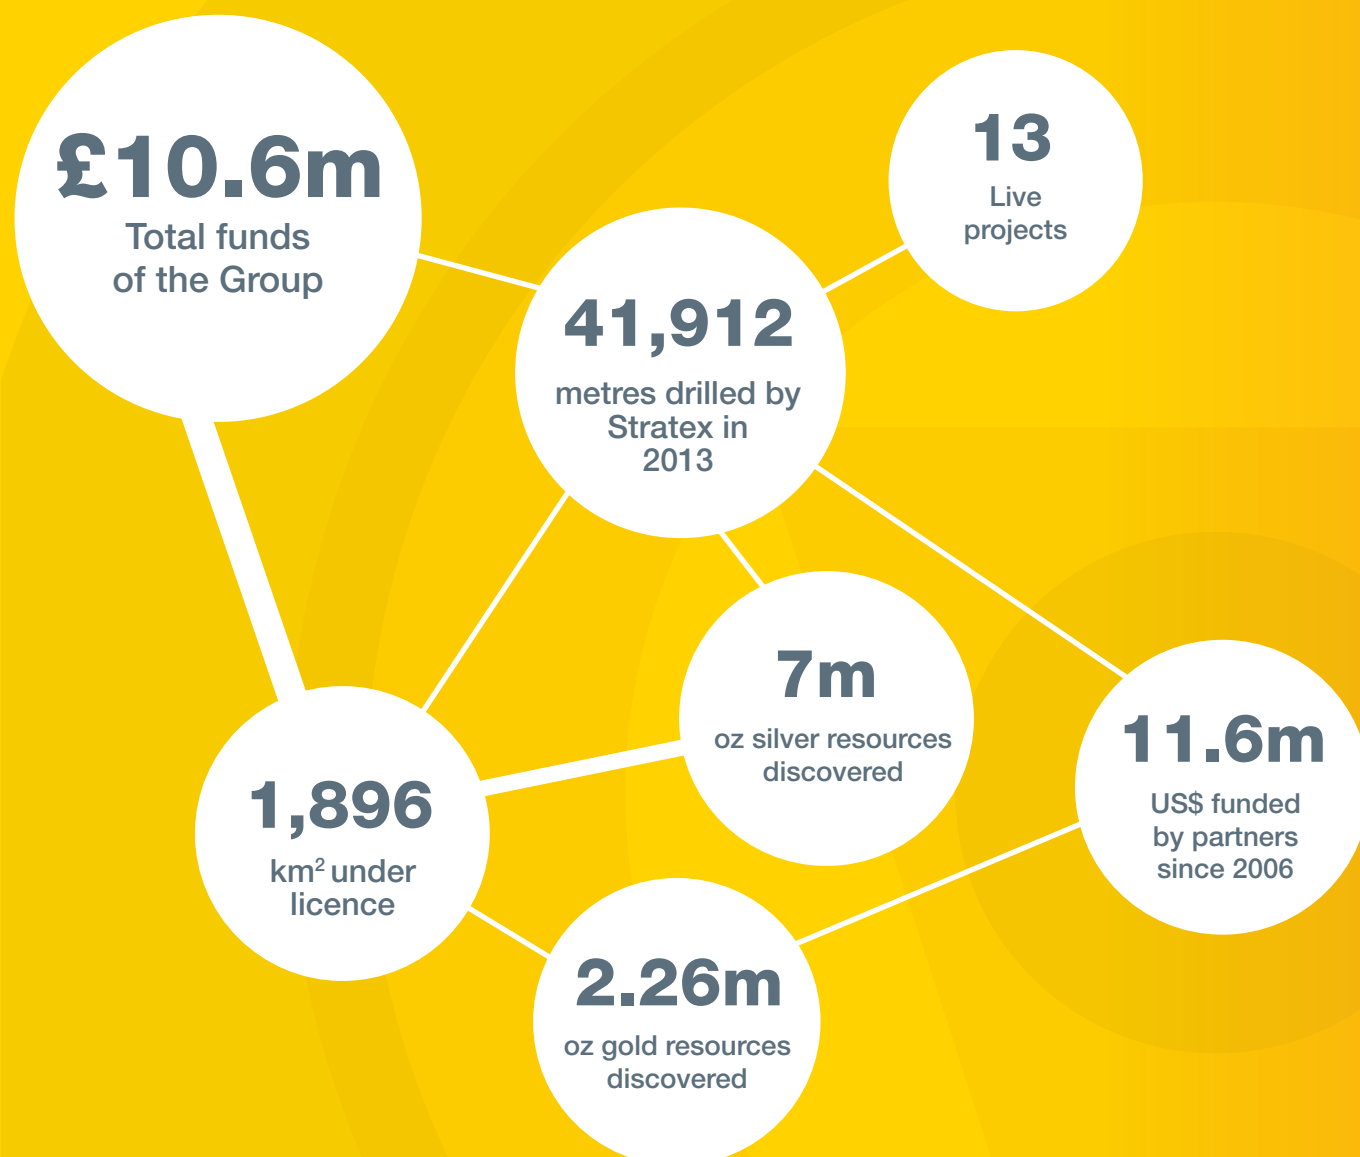 £10.6m
Total funds
of the Group
13
Live
projects
41,912
metres drilled by
Stratex in
2013
7m
oz silver resources
discovered
11.6m
US$ funded
by partners
since 2006
1,896
km² under
licence
2.26m
oz gold resources
discovered